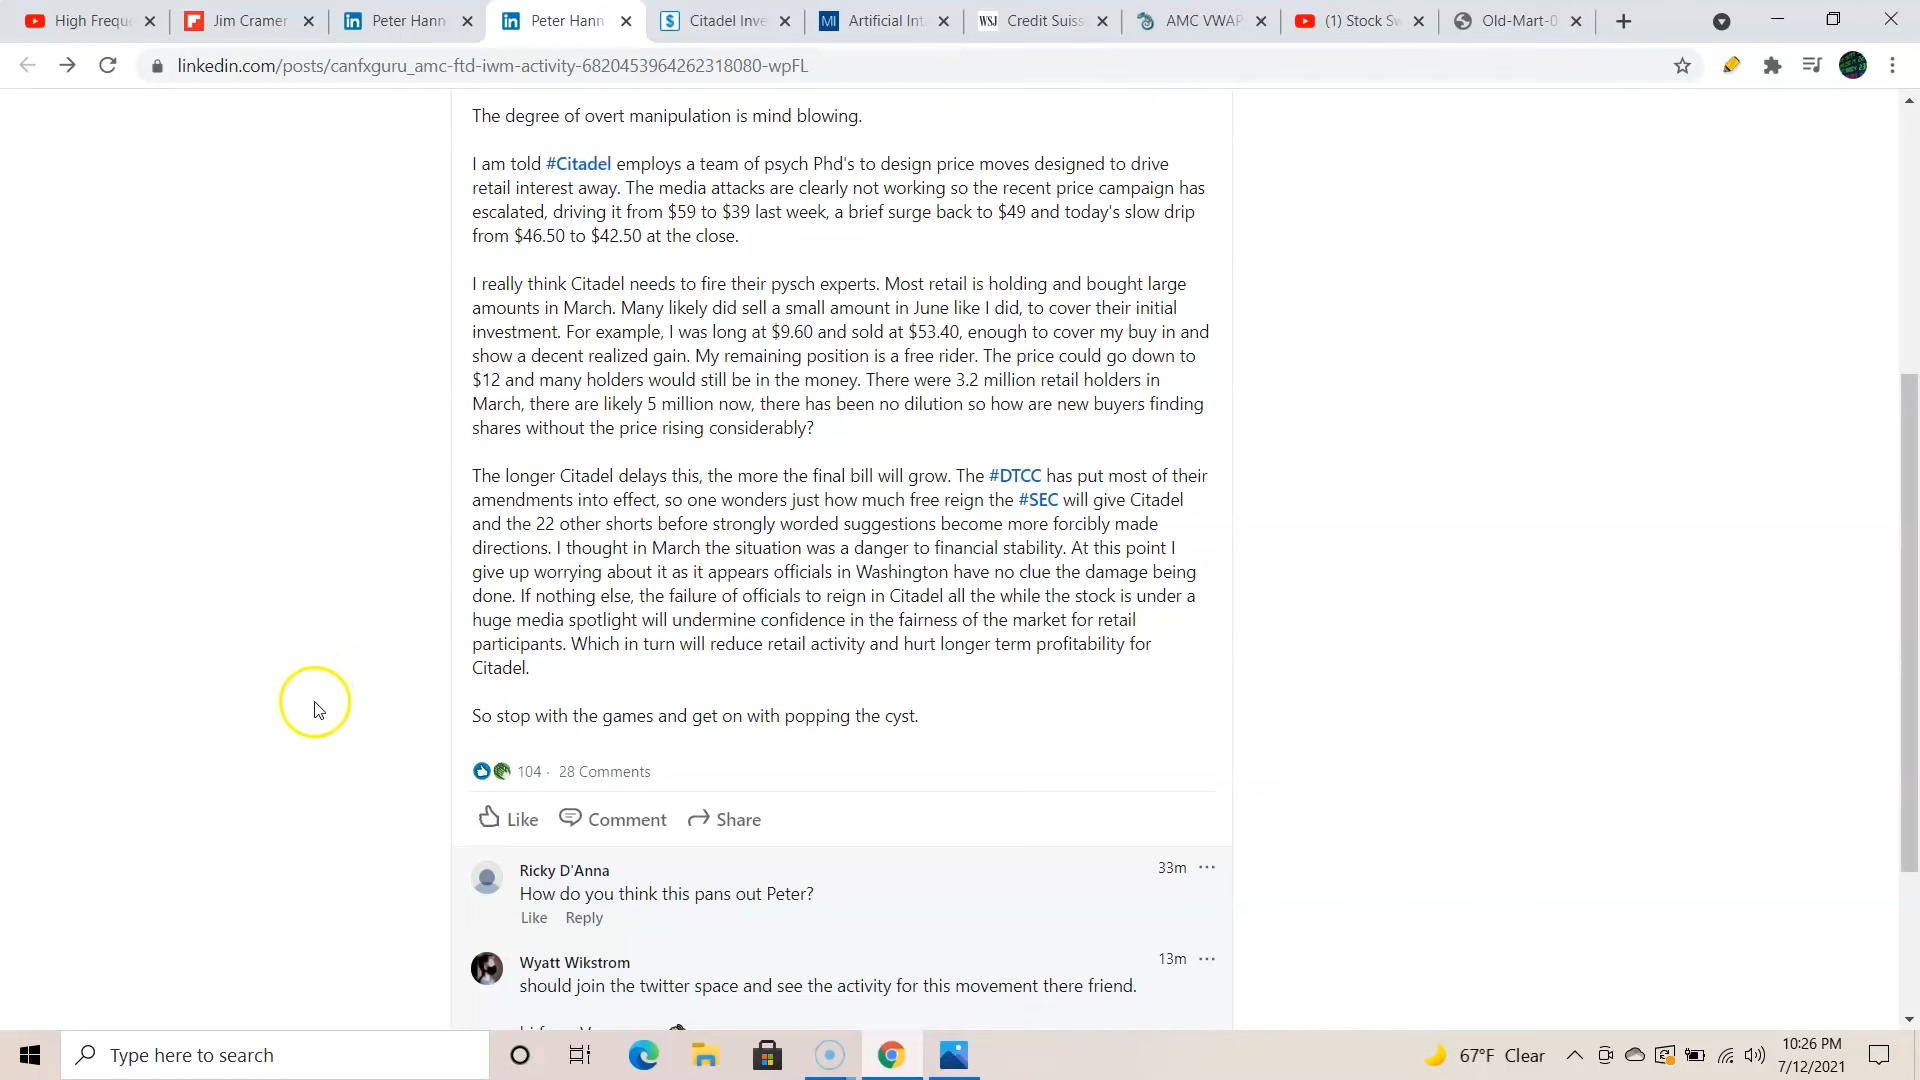 High Freque
Jim Cramer
Peter Hann
Peter Hann
Citadel Inve
Artificial Int
WSJ
Credit Suiss
AMC VWAP
(1) Stock Sw
Old-Mart-0
linkedin.com/posts/canfxguru_amc-ftd-iwm-activity-6820453964262318080-wpFL
The degree of overt manipulation is mind blowing.
I am told #Citadel employs a team of psych Phd's to design price moves designed to drive
retail interest away. The media attacks are clearly not working so the recent price campaign has
escalated, driving it from $59 to $39 last week, a brief surge back to $49 and today's slow drip
from $46.50 to $42.50 at the close.
I really think Citadel needs to fire their pysch experts. Most retail is holding and bought large
amounts in March. Many likely did sell a small amount in June like I did, to cover their initial
investment. For example, I was long at $9.60 and sold at $53.40, enough to cover my buy in and
show a decent realized gain. My remaining position is a free rider. The price could go down to
$12 and many holders would still be in the money. There were 3.2 million retail holders in
March, there are likely 5 million now, there has been no dilution so how are new buyers finding
shares without the price rising considerably?
The longer Citadel delays this, the more the final bill will grow. The #DTCC has put most of their
amendments into effect, so one wonders just how much free reign the #SEC will give Citadel
and the 22 other shorts before strongly worded suggestions become more forcibly made
directions. I thought in March the situation was a danger to financial stability. At this point I
give up worrying about it as it appears officials in Washington have no clue the damage being
done. If nothing else, the failure of officials to reign in Citadel all the while the stock is under a
huge media spotlight will undermine confidence in the fairness of the market for retail
participants. Which in turn will reduce retail activity and hurt longer term profitability for
Citadel.
So stop with the games and get on with popping the cyst.
104 · 28 Comments
Like Comment Share
Ricky D'Anna 33m
How do you think this pans out Peter?
Like Reply
Wyatt Wikstrom 13m
should join the twitter space and see the activity for this movement there friend.
Type here to search
67°F Clear
10:26 PM
7/12/2021